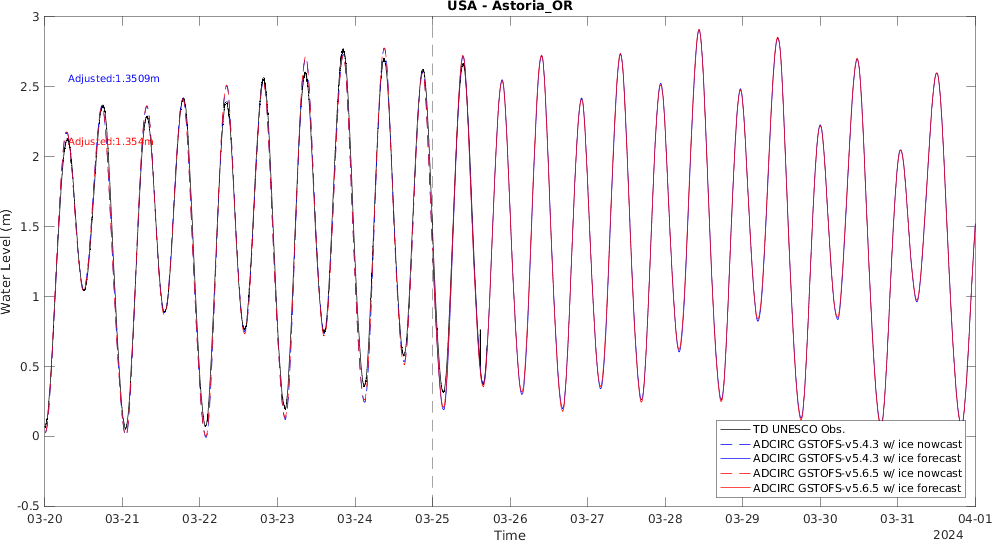 USA - Astoria_OR
3
2.5
2
1.5
1
0.5
0
-0.5
Water Level (m)
Adjusted:1.3509m
Adjusted:1.354m
TD UNESCO Obs.
ADCIRC GSTOFS-v5.4.3 w/ ice nowcast
ADCIRC GSTOFS-v5.4.3 w/ ice forecast
ADCIRC GSTOFS-v5.6.5 w/ ice nowcast
ADCIRC GSTOFS-v5.6.5 w/ ice forecast
03-20 03-21 03-22 03-23 03-24 03-25 03-26 03-27 03-28 03-29 03-30 03-31 04-01
Time
2024